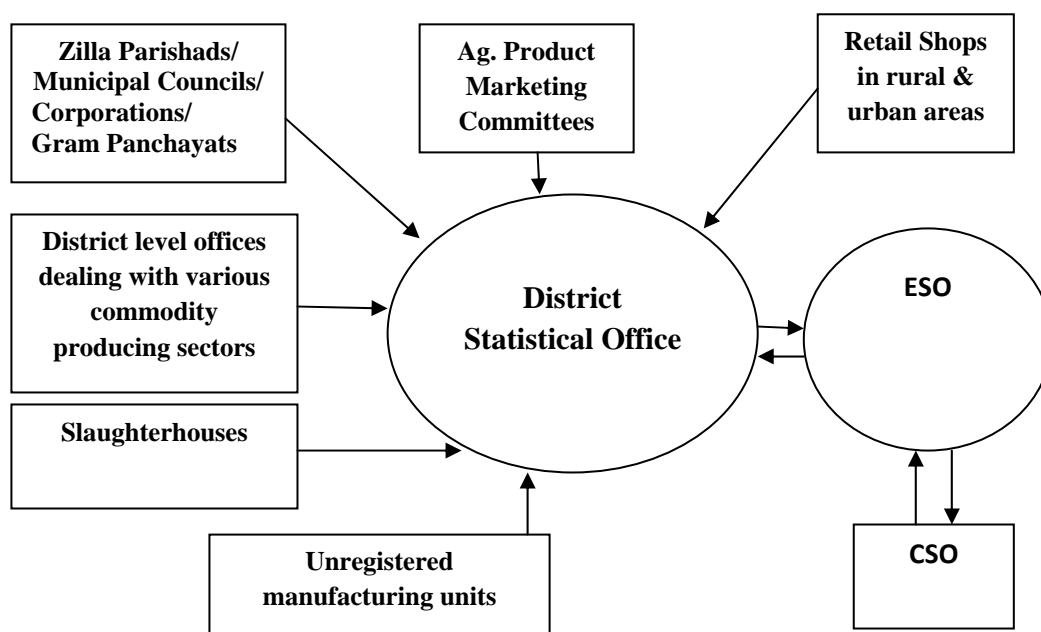 Zilla Parishads/
Municipal Councils/
Corporations/
Gram Panchayats
Ag. Product
Marketing
Committees
Retail Shops
in rural &
urban areas
District level offices
dealing with various
commodity
producing sectors
District
Statistical Office
ESO
Slaughterhouses
Unregistered
manufacturing units
CSO